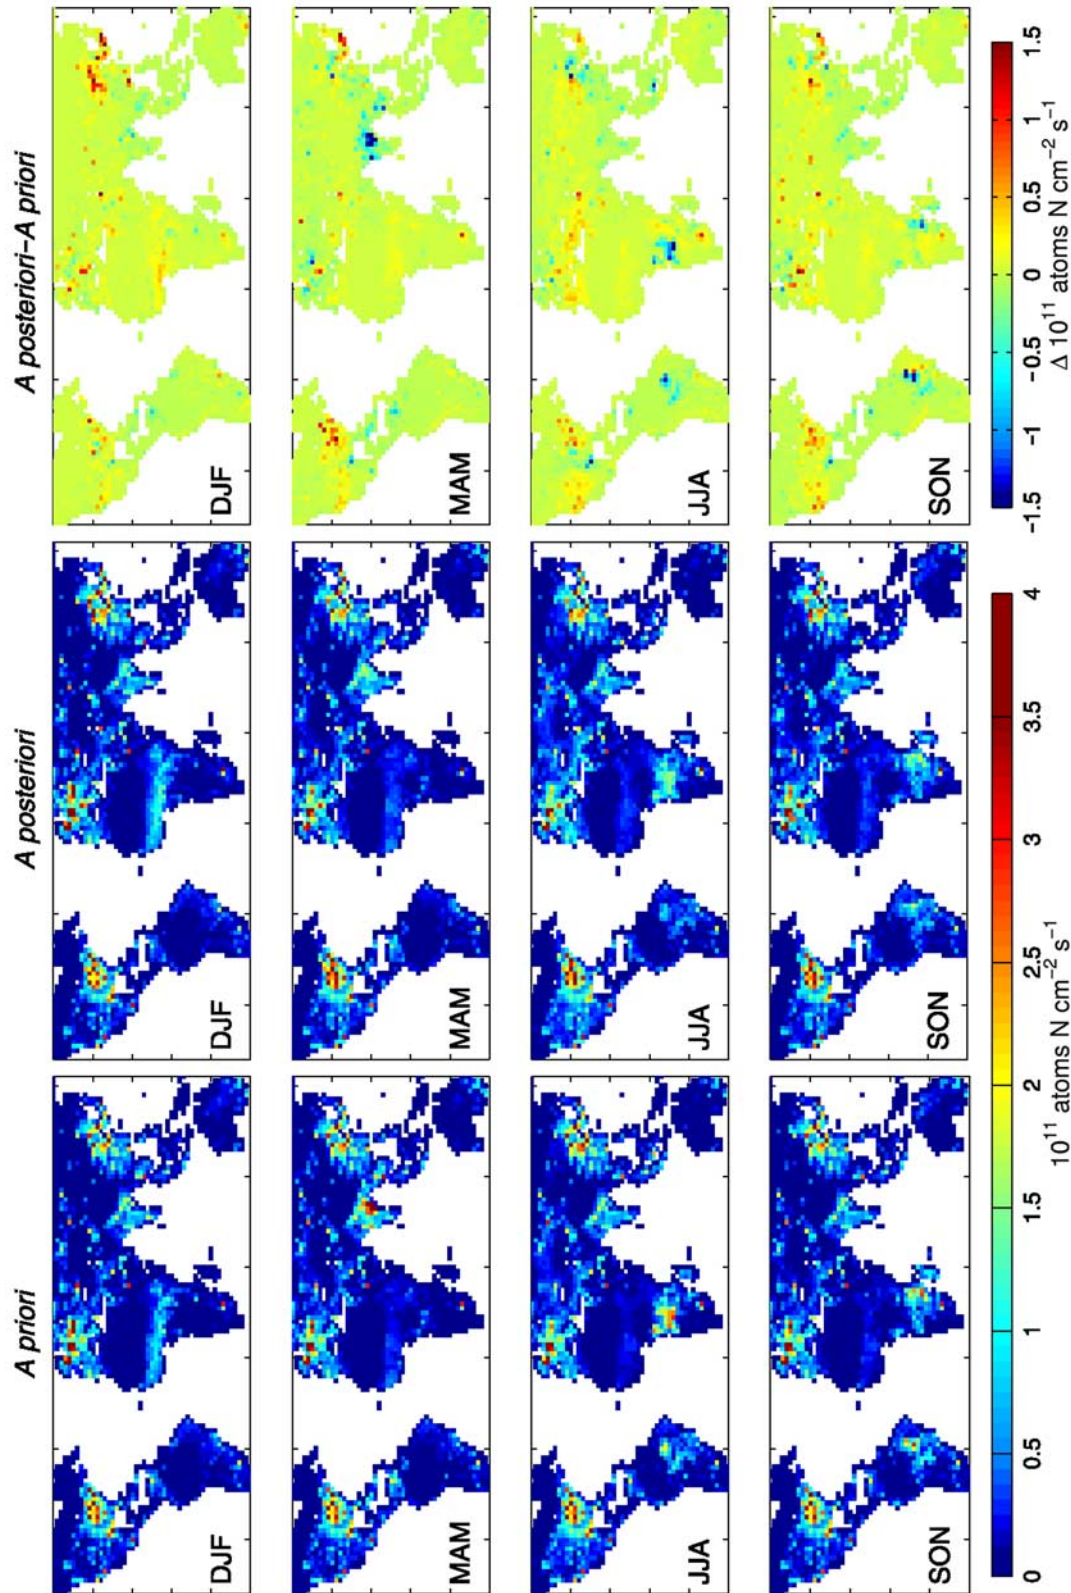 A priori
A posteriori
A posteriori−A priori
DJF
DJF
DJF
MAM
MAM
MAM
JJA
JJA
JJA
SON
SON
SON
0 0.5 1 1.5 2 2.5 3 3.5 4
10¹¹ atoms N cm⁻² s⁻¹
−1.5 −1 −0.5 0 0.5 1 1.5
Δ 10¹¹ atoms N cm⁻² s⁻¹